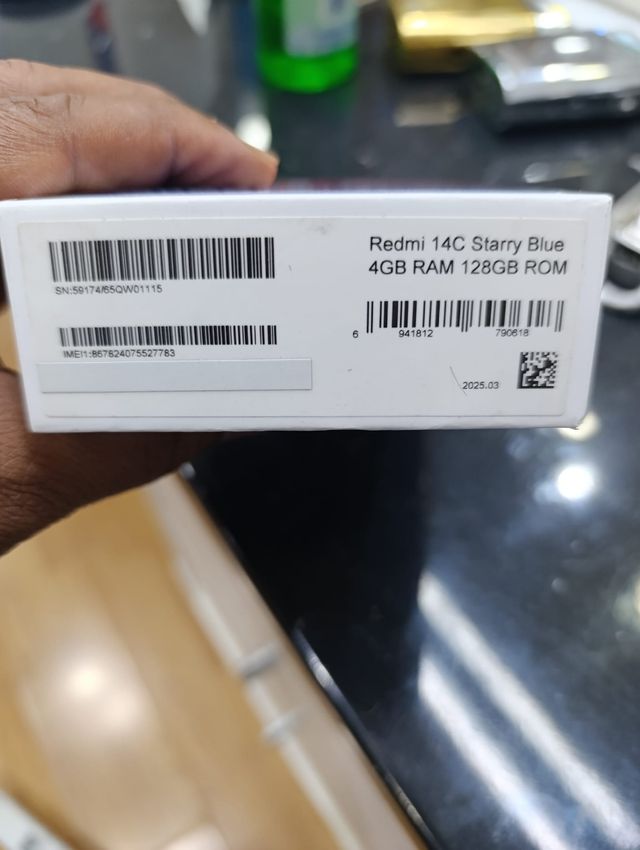 SN:59174/65QW01115
IMEI1:867824075527783
Redmi 14C Starry Blue
4GB RAM 128GB ROM
6 941812 790618
2025.03